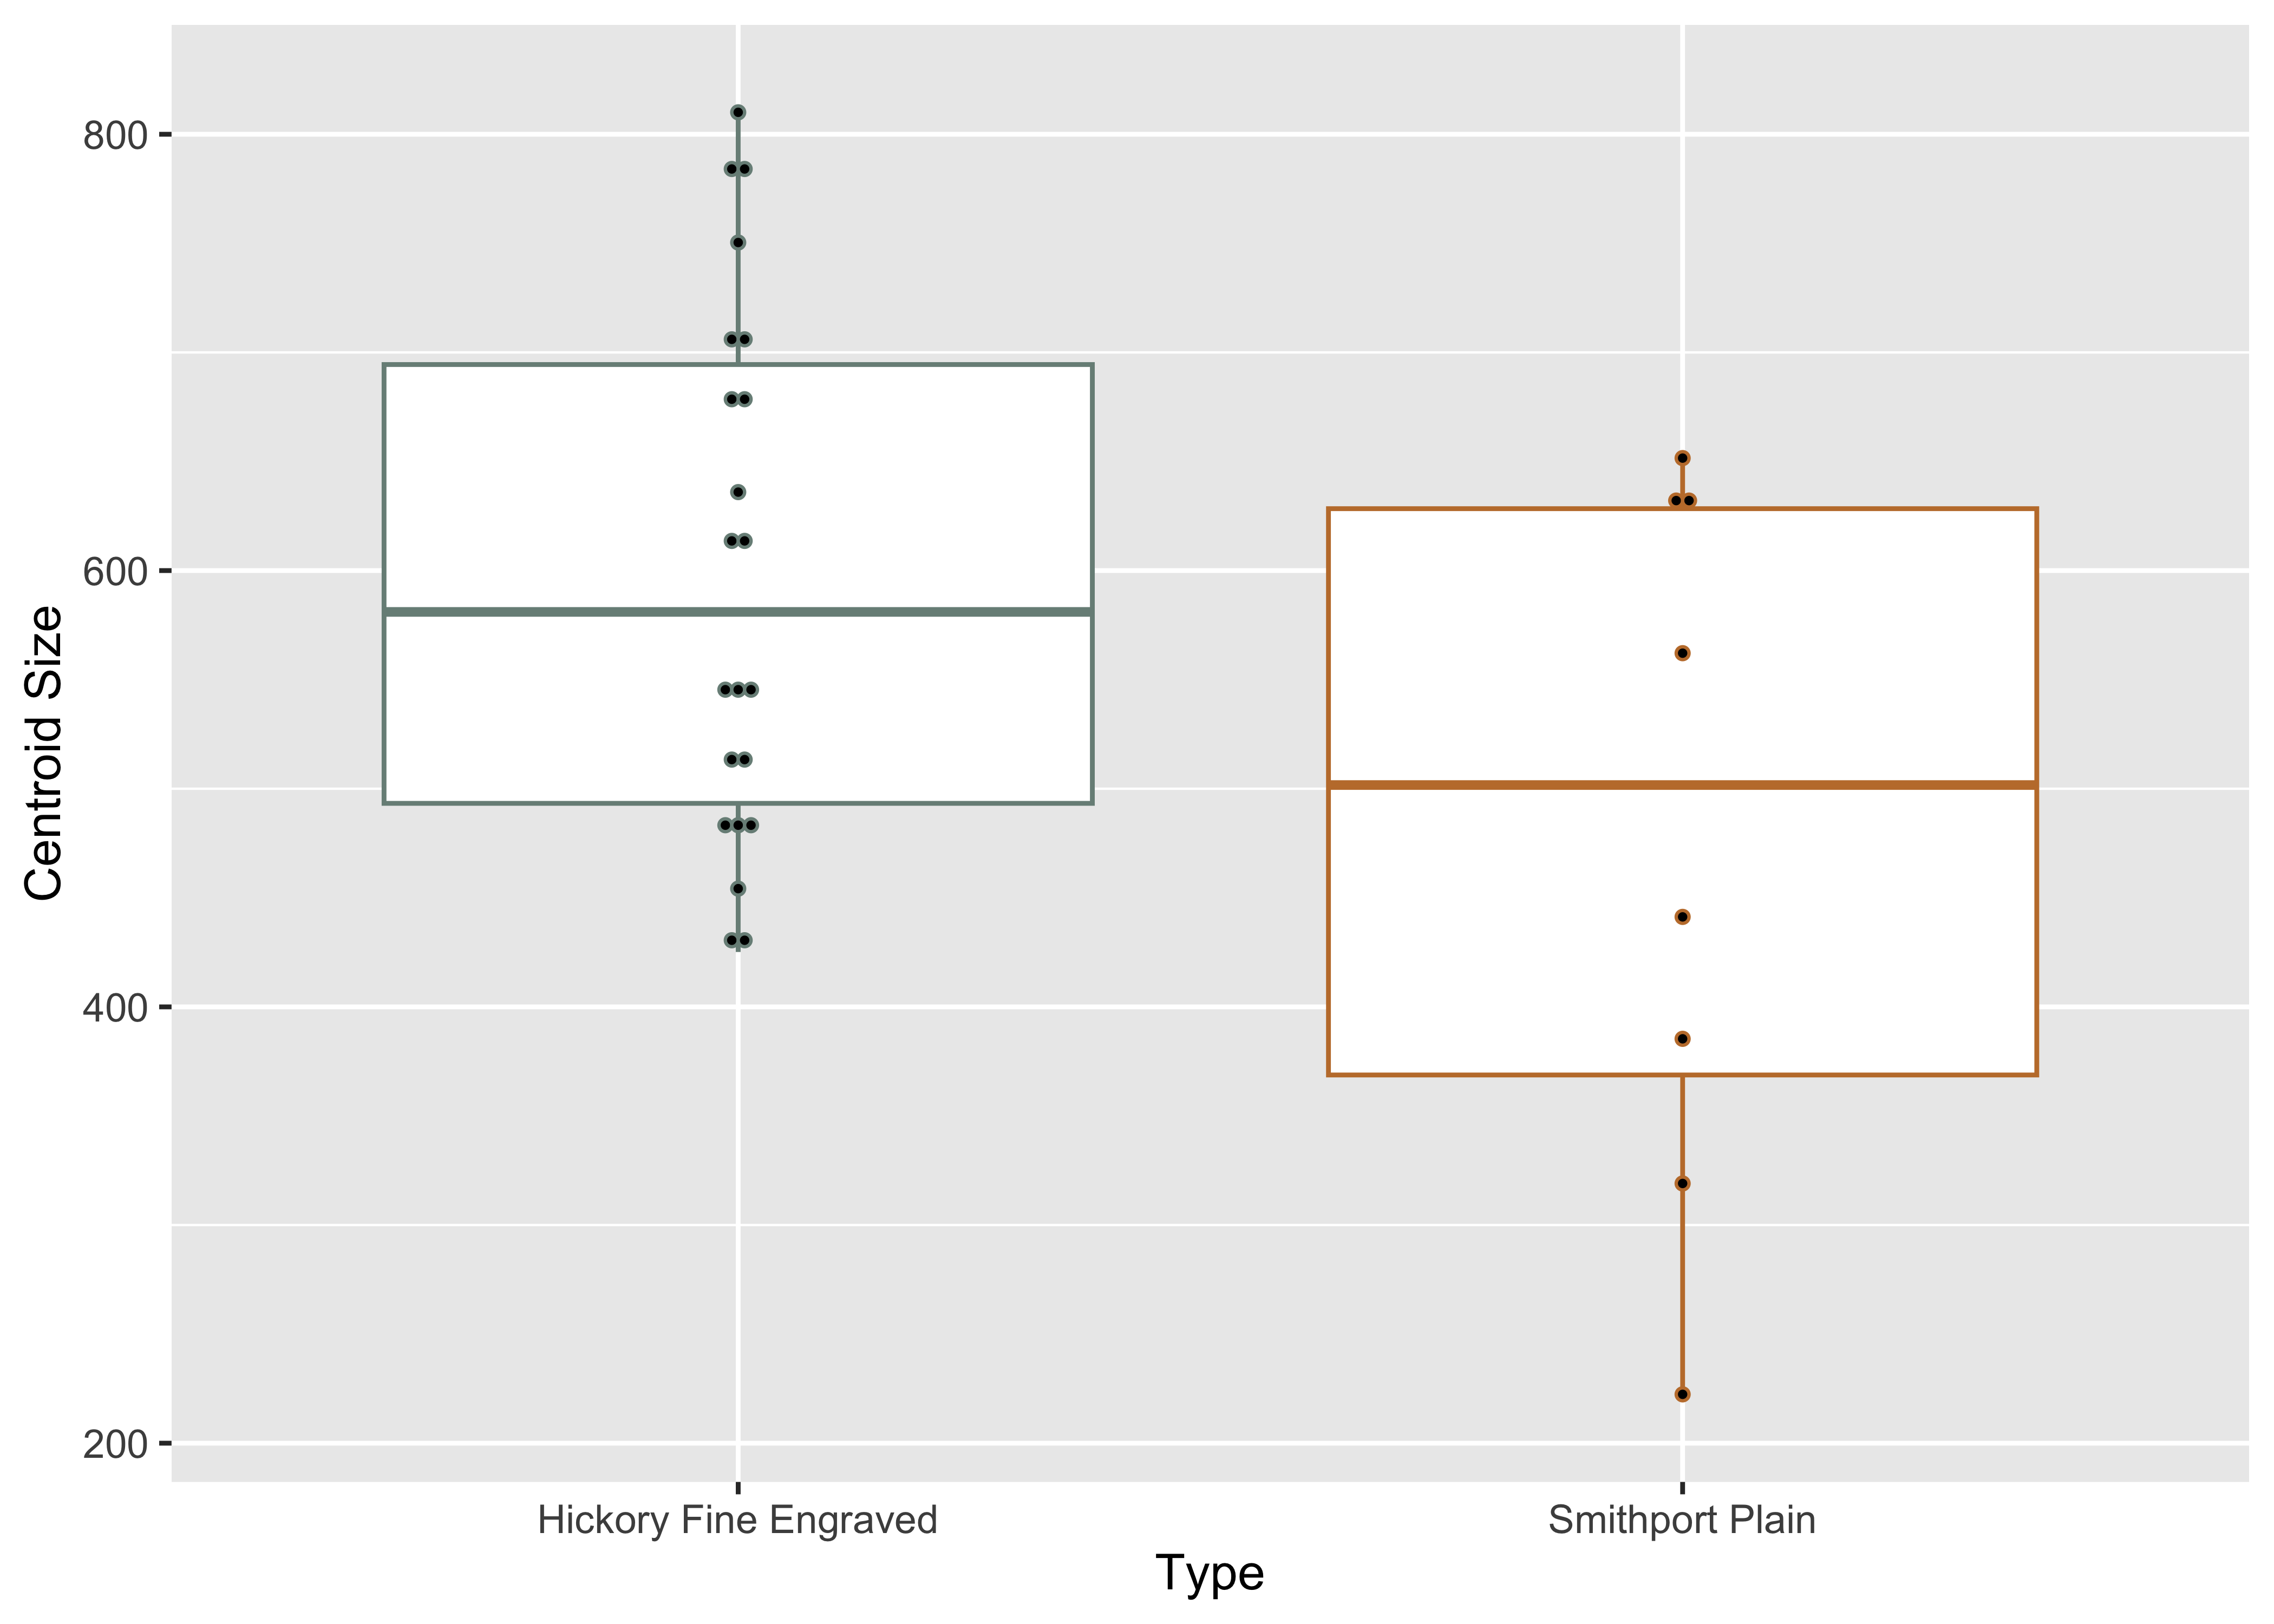 800
600
400
200
Centroid Size
Hickory Fine Engraved
Smithport Plain
Type